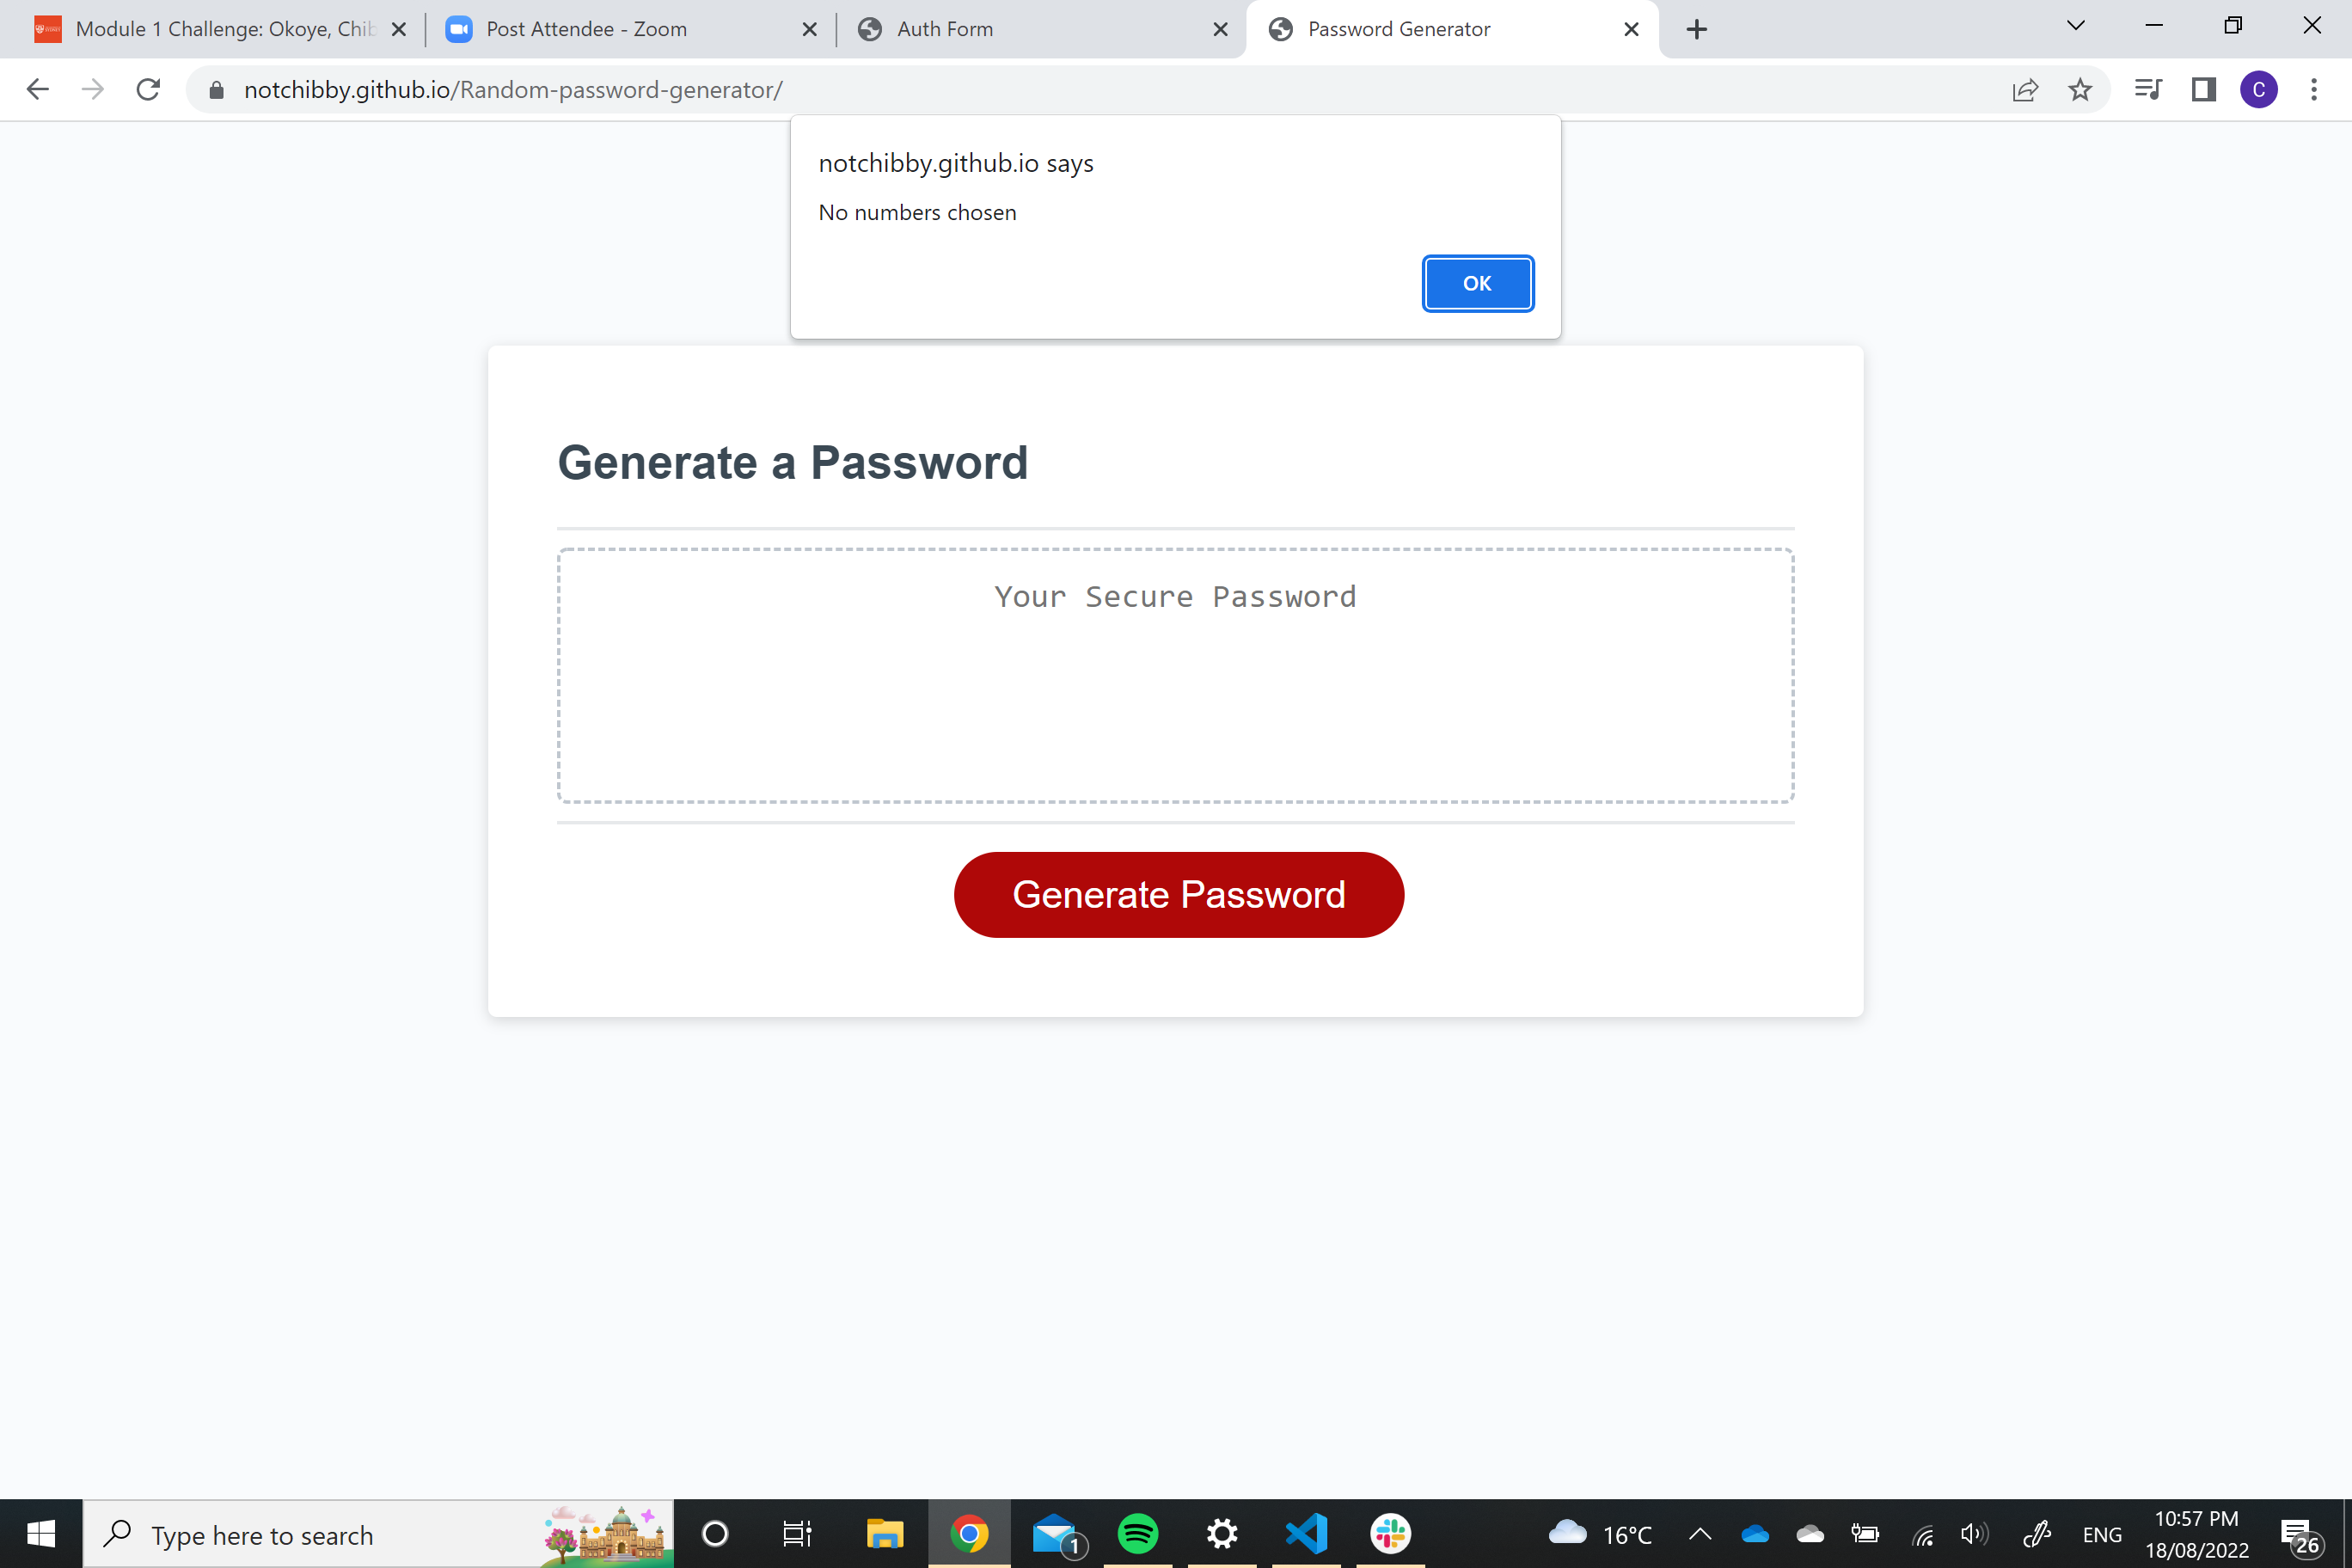 Module 1 Challenge: Okoye, Chib
Post Attendee - Zoom
Auth Form
Password Generator
notchibby.github.io/Random-password-generator/
C
notchibby.github.io says
No numbers chosen
OK
Generate a Password
Your Secure Password
Generate Password
Type here to search
1
16°C
ENG
10:57 PM
18/08/2022
26